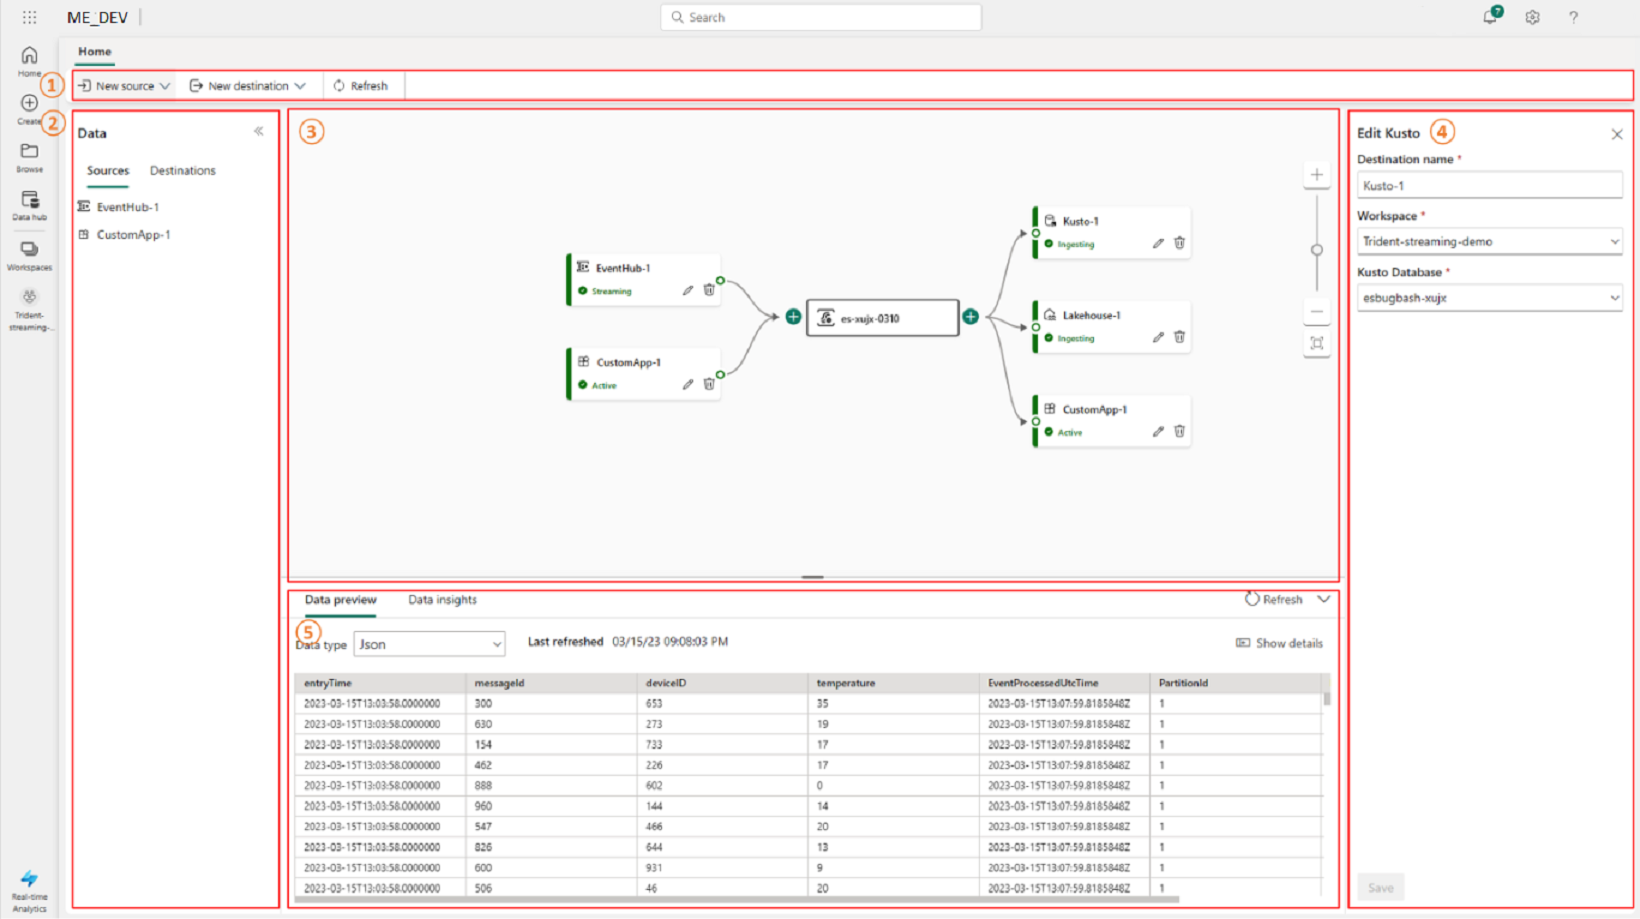 ME_DEV
Search
7
?
Home
Create
Browse
Data hub
Workspaces
Trident-
streaming-...
Real-time
Analytics
Home
1
New source
New destination
Refresh
2
Data
Sources
Destinations
EventHub-1
CustomApp-1
3
EventHub-1
Streaming
CustomApp-1
Active
es-xujx-0310
Kusto-1
Ingesting
Lakehouse-1
Ingesting
CustomApp-1
Active
Edit Kusto
4
Destination name *
Kusto-1
Workspace *
Trident-streaming-demo
Kusto Database *
esbugbash-xujx
Save
Data preview
Data insights
Refresh
5
Data type
Json
Last refreshed 03/15/23 09:08:03 PM
Show details
entryTime messageId deviceID temperature EventProcessedUtcTime PartitionId
2023-03-15T13:03:58.0000000 300 653 35 2023-03-15T13:07:59.8185848Z 1
2023-03-15T13:03:58.0000000 630 273 19 2023-03-15T13:07:59.8185848Z 1
2023-03-15T13:03:58.0000000 154 733 17 2023-03-15T13:07:59.8185848Z 1
2023-03-15T13:03:58.0000000 462 226 17 2023-03-15T13:07:59.8185848Z 1
2023-03-15T13:03:58.0000000 888 602 0 2023-03-15T13:07:59.8185848Z 1
2023-03-15T13:03:58.0000000 960 144 14 2023-03-15T13:07:59.8185848Z 1
2023-03-15T13:03:58.0000000 547 466 20 2023-03-15T13:07:59.8185848Z 1
2023-03-15T13:03:58.0000000 826 644 13 2023-03-15T13:07:59.8185848Z 1
2023-03-15T13:03:58.0000000 600 931 9 2023-03-15T13:07:59.8185848Z 1
2023-03-15T13:03:58.0000000 506 46 20 2023-03-15T13:07:59.8185848Z 1